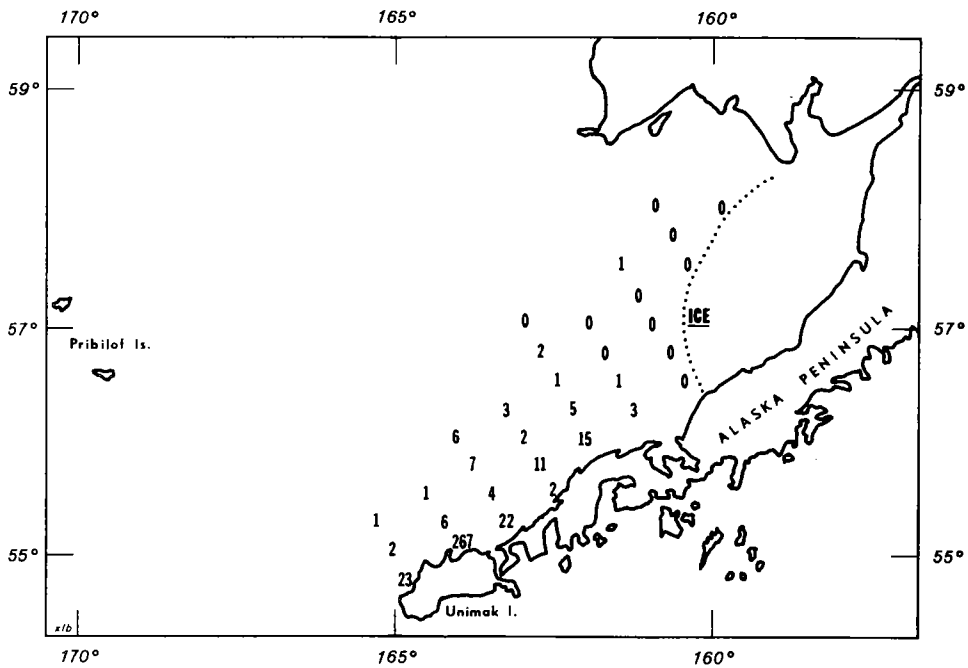 170° 165° 160°
59° 59°
0 0
0
1 0
0
57° 0 0 0 ICE 57°
Pribilof Is. 2 0 0
1 1 0
3 5 3
6 2 15
7 11
1 4 2
1 6 22
2 267
55° 55°
23
Unimak I.
ALASKA PENINSULA
xlb
170° 165° 160°